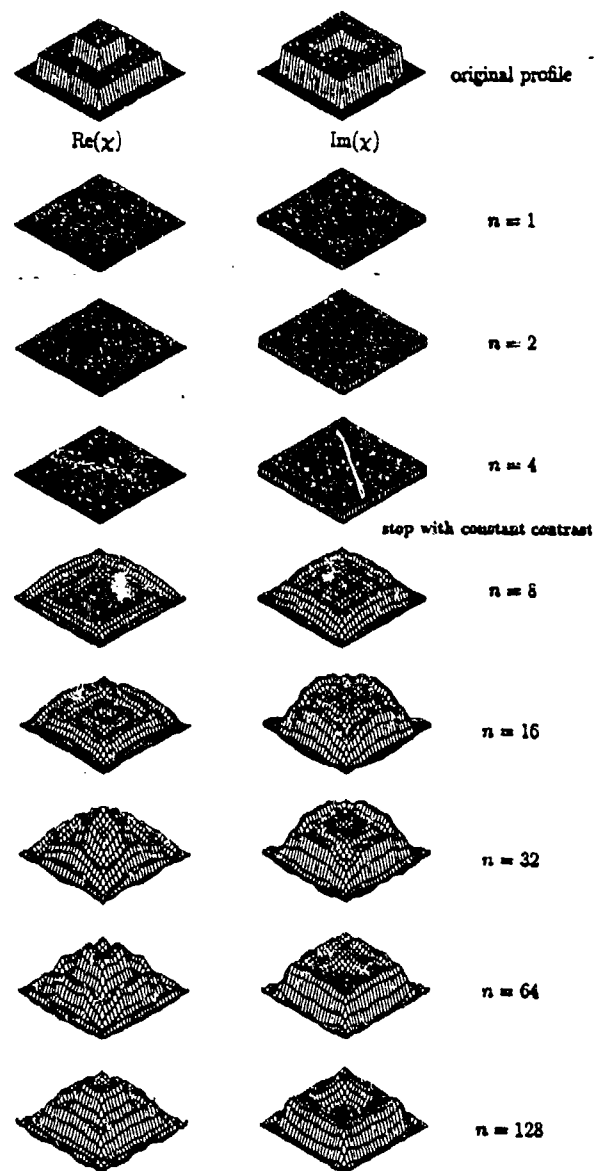 original profile
Re(χ) Im(χ)
n = 1
n = 2
n = 4
stop with constant contrast
n = 8
n = 16
n = 32
n = 64
n = 128